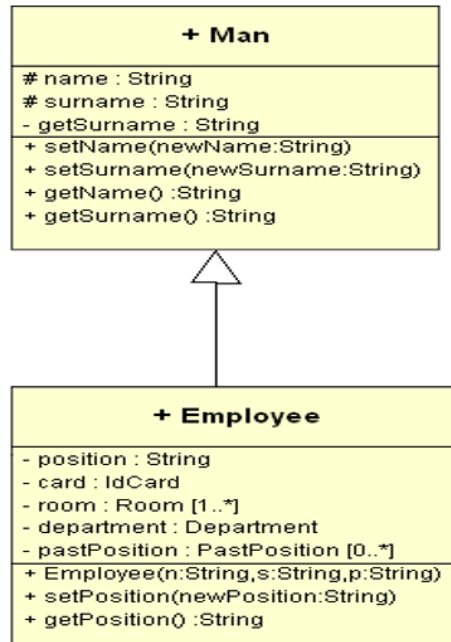 + Man
# name : String
# surname : String
- getSurname : String
+ setName(newName:String)
+ setSurname(newSurname:String)
+ getName() :String
+ getSurname() :String
+ Employee
- position : String
- card : IdCard
- room : Room [1..*]
- department : Department
- pastPosition : PastPosition [0..*]
+ Employee(n:String,s:String,p:String)
+ setPosition(newPosition:String)
+ getPosition() :String